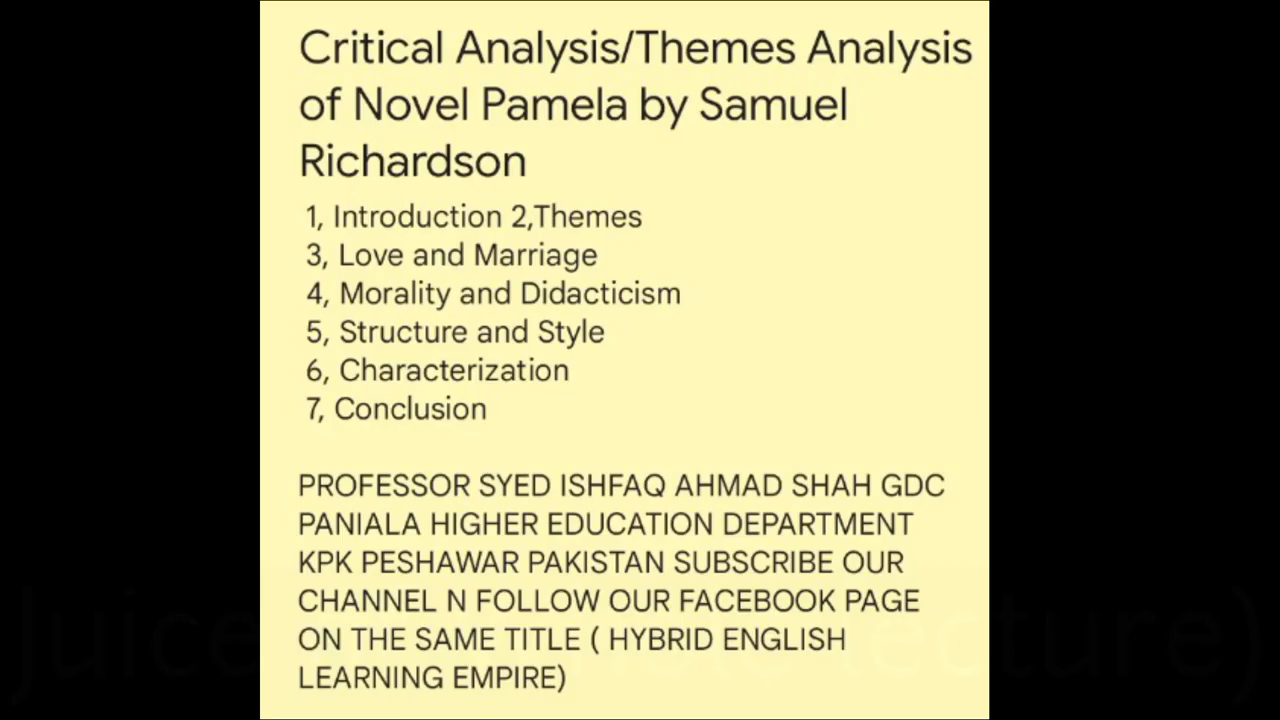 Critical Analysis/Themes Analysis
of Novel Pamela by Samuel
Richardson
1, Introduction 2,Themes
3, Love and Marriage
4, Morality and Didacticism
5, Structure and Style
6, Characterization
7, Conclusion
PROFESSOR SYED ISHFAQ AHMAD SHAH GDC
PANIALA HIGHER EDUCATION DEPARTMENT
KPK PESHAWAR PAKISTAN SUBSCRIBE OUR
CHANNEL N FOLLOW OUR FACEBOOK PAGE
ON THE SAME TITLE ( HYBRID ENGLISH
LEARNING EMPIRE)